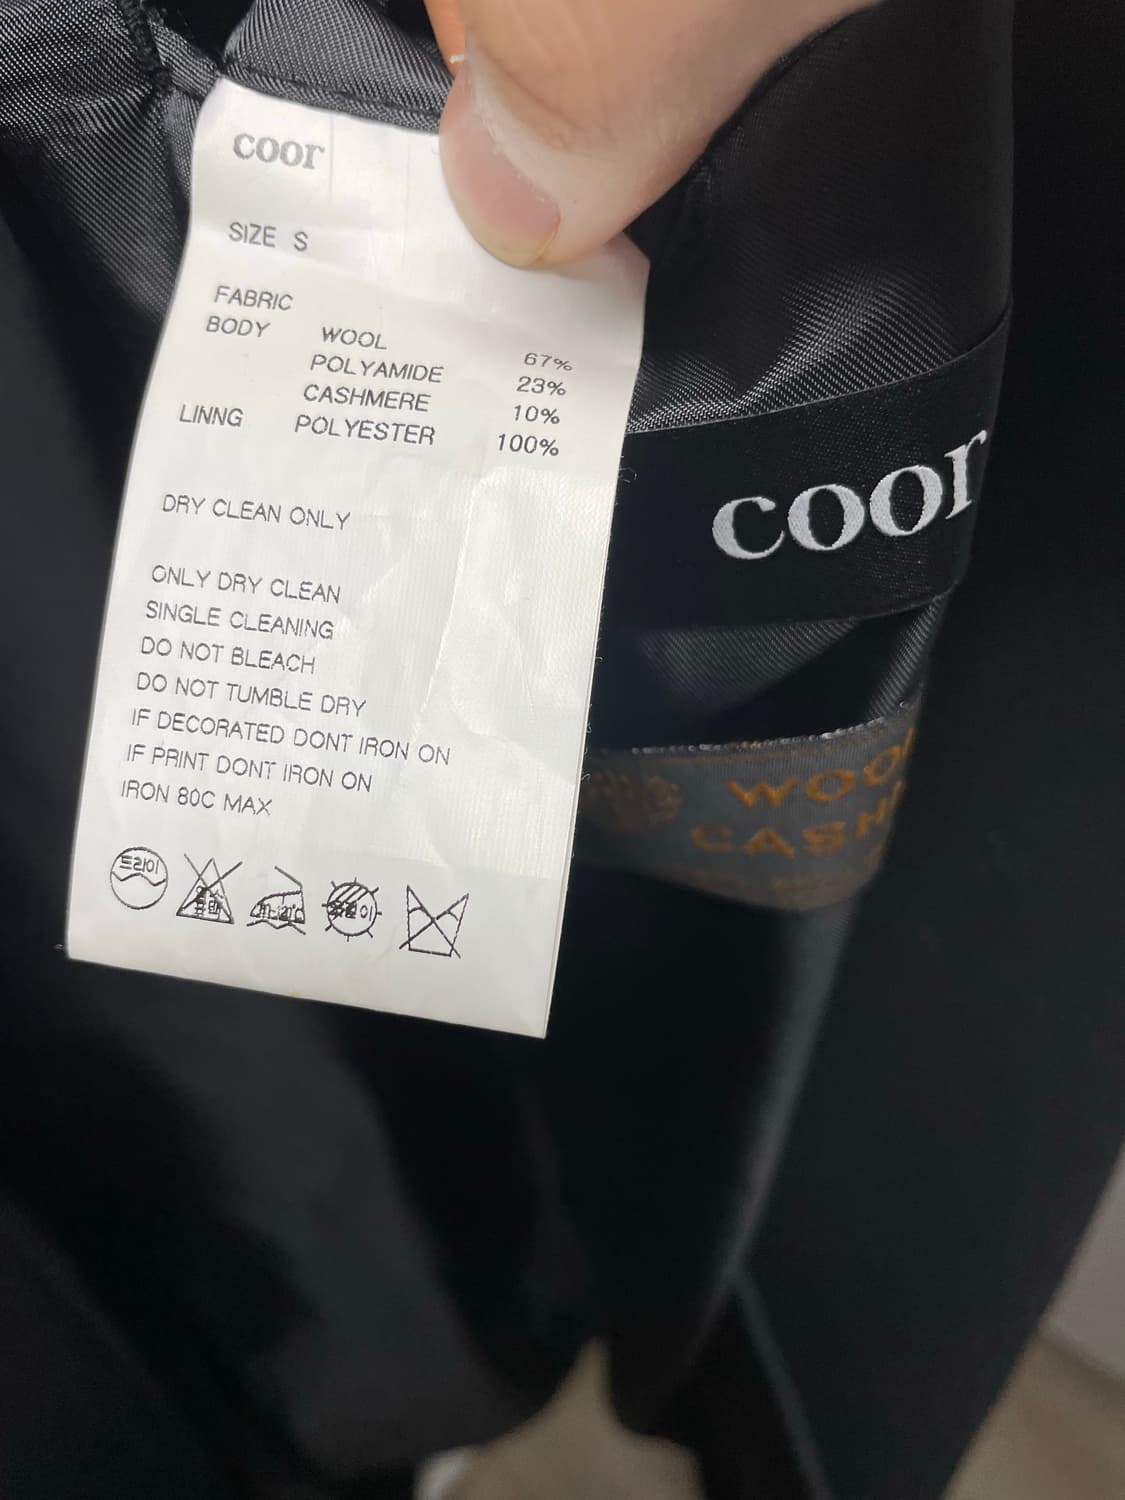 coor
SIZE S
FABRIC
BODY WOOL 67%
POLYAMIDE 23%
CASHMERE 10%
LINNG POLYESTER 100%
DRY CLEAN ONLY
ONLY DRY CLEAN
SINGLE CLEANING
DO NOT BLEACH
DO NOT TUMBLE DRY
IF DECORATED DONT IRON ON
IF PRINT DONT IRON ON
IRON 80C MAX
드라이
coor
WOO
CASH